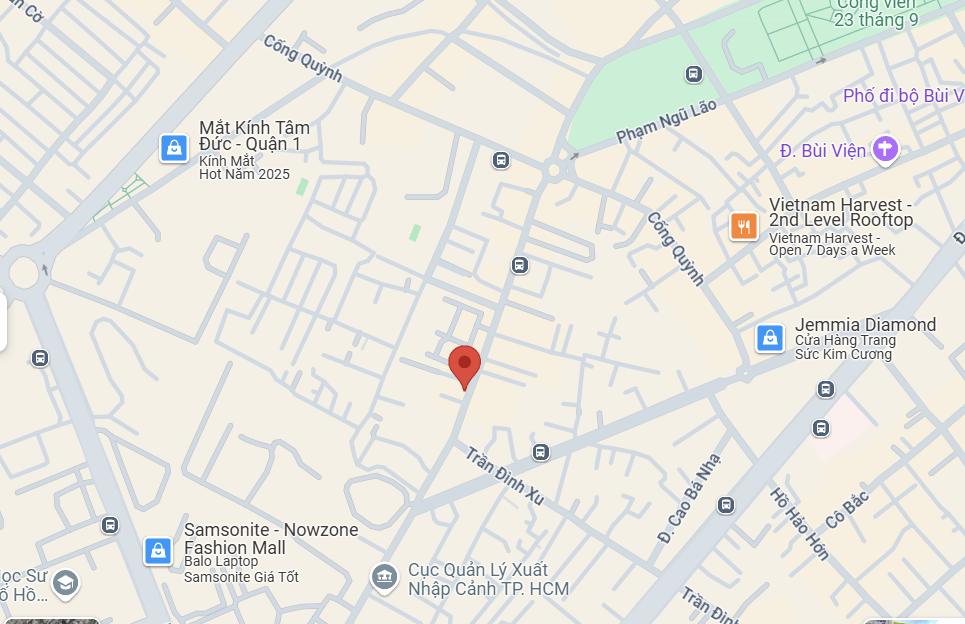 Công viên
23 tháng 9
Cống Quỳnh
Phạm Ngũ Lão
Phố đi bộ Bùi V
Mắt Kính Tâm
Đức - Quận 1
Kính Mắt
Hot Năm 2025
Đ. Bùi Viện
Vietnam Harvest -
2nd Level Rooftop
Vietnam Harvest -
Open 7 Days a Week
Cống Quỳnh
Jemmia Diamond
Cửa Hàng Trang
Sức Kim Cương
Trần Đình Xu
Đ. Cao Bá Nhạ
Hồ Hảo Hớn
Cô Bắc
Samsonite - Nowzone
Fashion Mall
Balo Laptop
Samsonite Giá Tốt
Cục Quản Lý Xuất
Nhập Cảnh TP. HCM
ọc Sư
ố Hồ...
Trần Đình